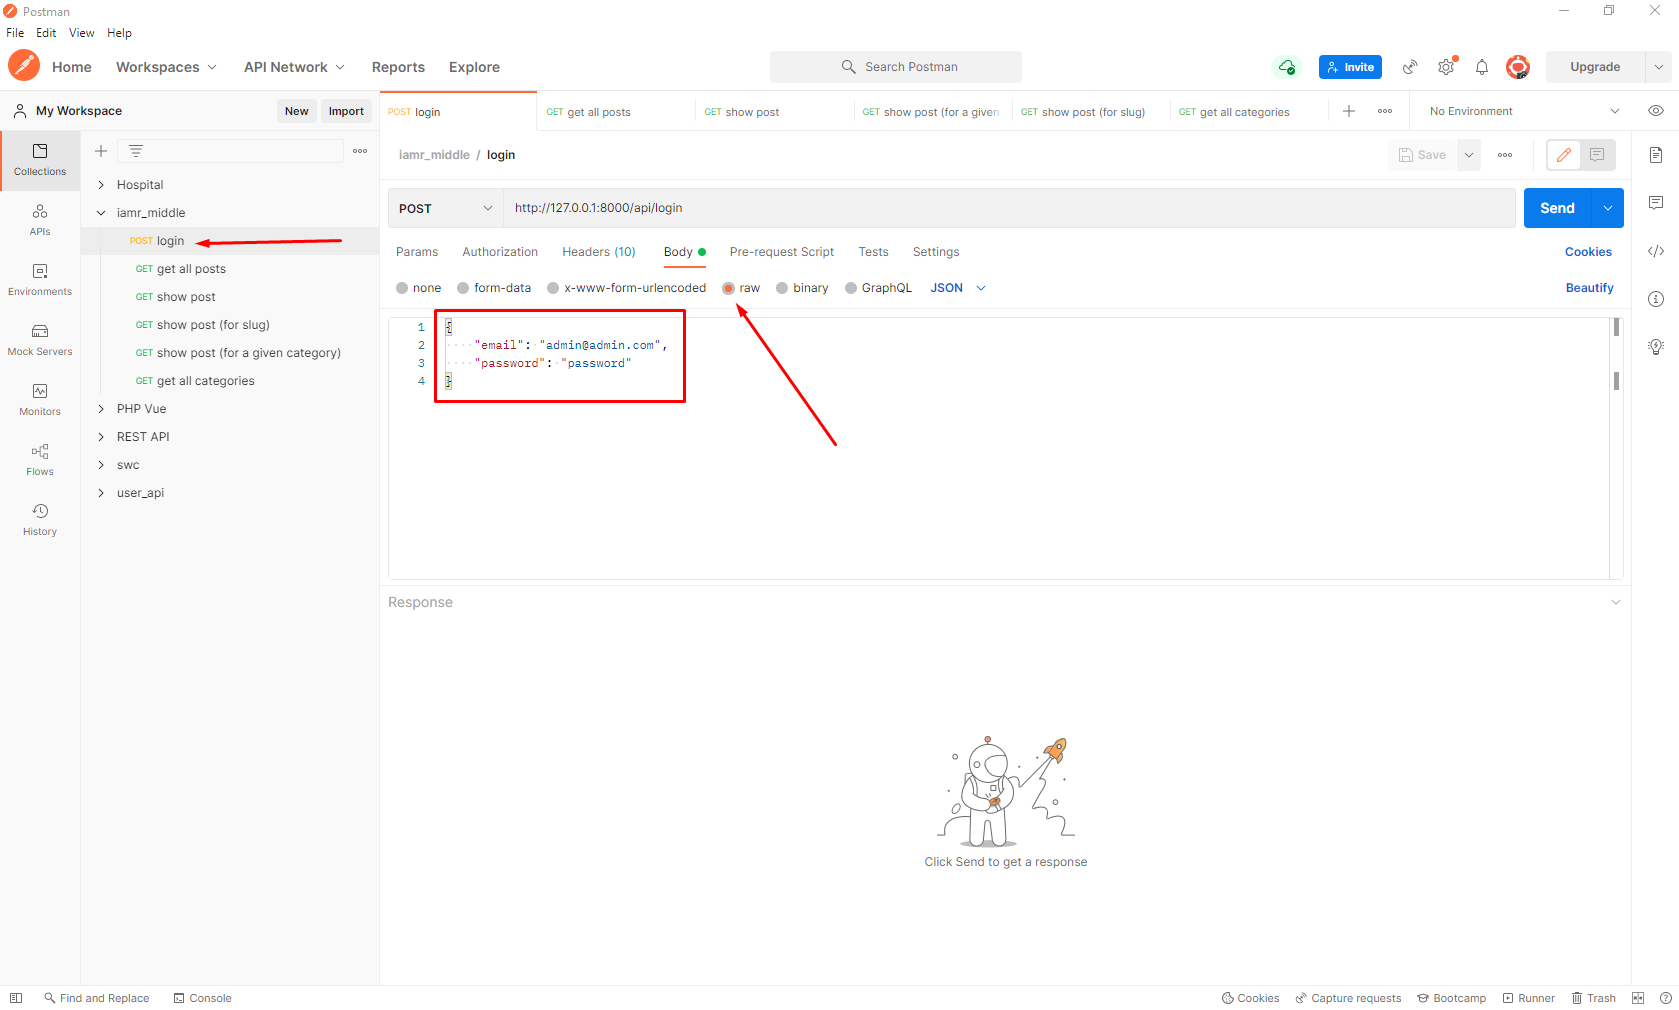 Postman
File Edit View Help
Home Workspaces API Network Reports Explore
Search Postman
Invite
Upgrade
My Workspace
New Import
POST login
GET get all posts
GET show post
GET show post (for a given
GET show post (for slug)
GET get all categories
No Environment
Collections
APIs
Environments
Mock Servers
Monitors
Flows
History
Hospital
iamr_middle
POST login
GET get all posts
GET show post
GET show post (for slug)
GET show post (for a given category)
GET get all categories
PHP Vue
REST API
swc
user_api
iamr_middle / login
Save
POST http://127.0.0.1:8000/api/login
Send
Params Authorization Headers (10) Body Pre-request Script Tests Settings
Cookies
none form-data x-www-form-urlencoded raw binary GraphQL JSON
Beautify
1 {
2 "email": "admin@admin.com",
3 "password": "password"
4 }
Response
Click Send to get a response
Find and Replace Console
Cookies Capture requests Bootcamp Runner Trash